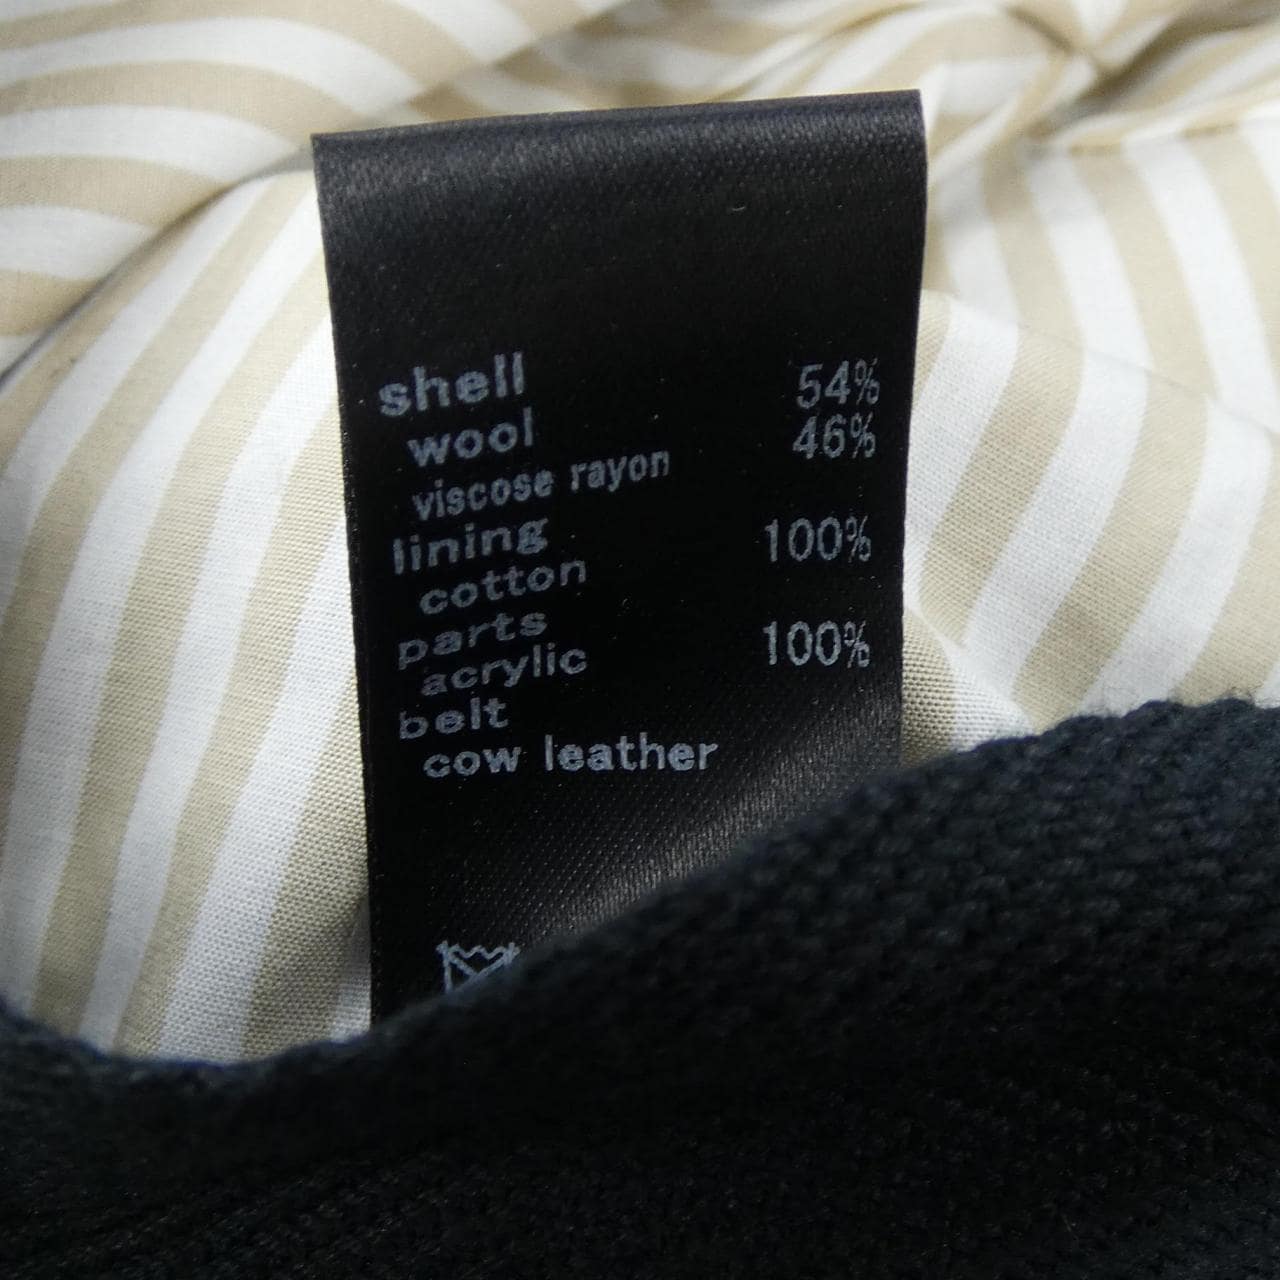 shell
wool 54%
viscose rayon 46%
lining
cotton 100%
parts
acrylic 100%
belt
cow leather